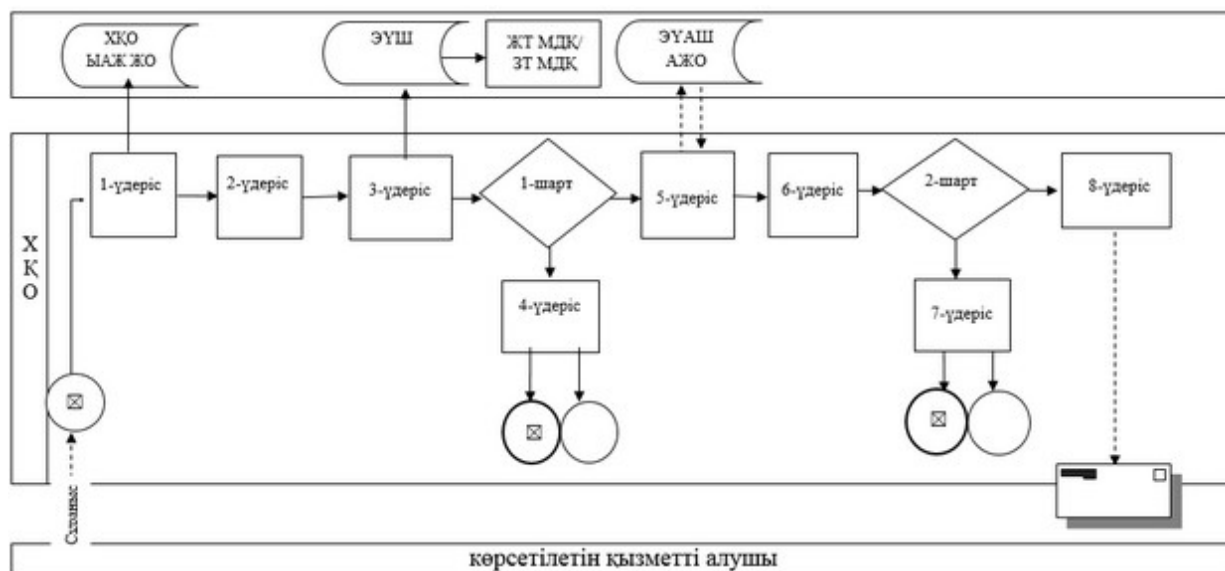 ХҚО
ЫАЖ ЖО
ЭҮШ
ЖТ МДҚ/
ЗТ МДҚ
ЭҮАШ
АЖО
ХҚО
1-үдеріс
2-үдеріс
3-үдеріс
1-шарт
5-үдеріс
6-үдеріс
2-шарт
8-үдеріс
4-үдеріс
7-үдеріс
көрсетілетін қызметті алушы